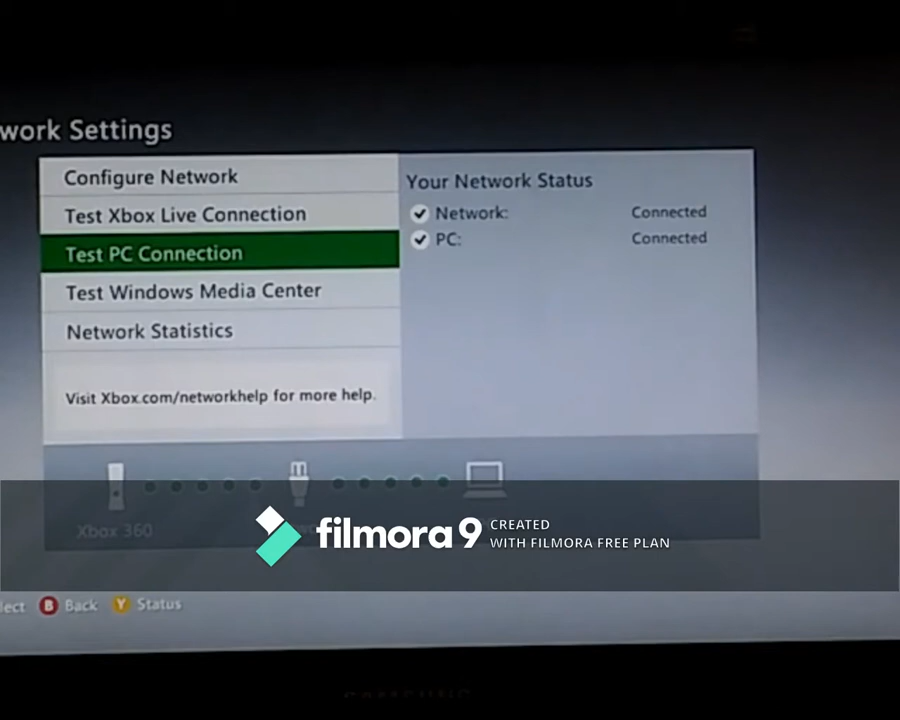 work Settings
Configure Network
Test Xbox Live Connection
Test PC Connection
Test Windows Media Center
Network Statistics
Visit Xbox.com/networkhelp for more help.
Your Network Status
Network: Connected
PC: Connected
Xbox 360
filmora9 CREATED
WITH FILMORA FREE PLAN
lect B Back Y Status